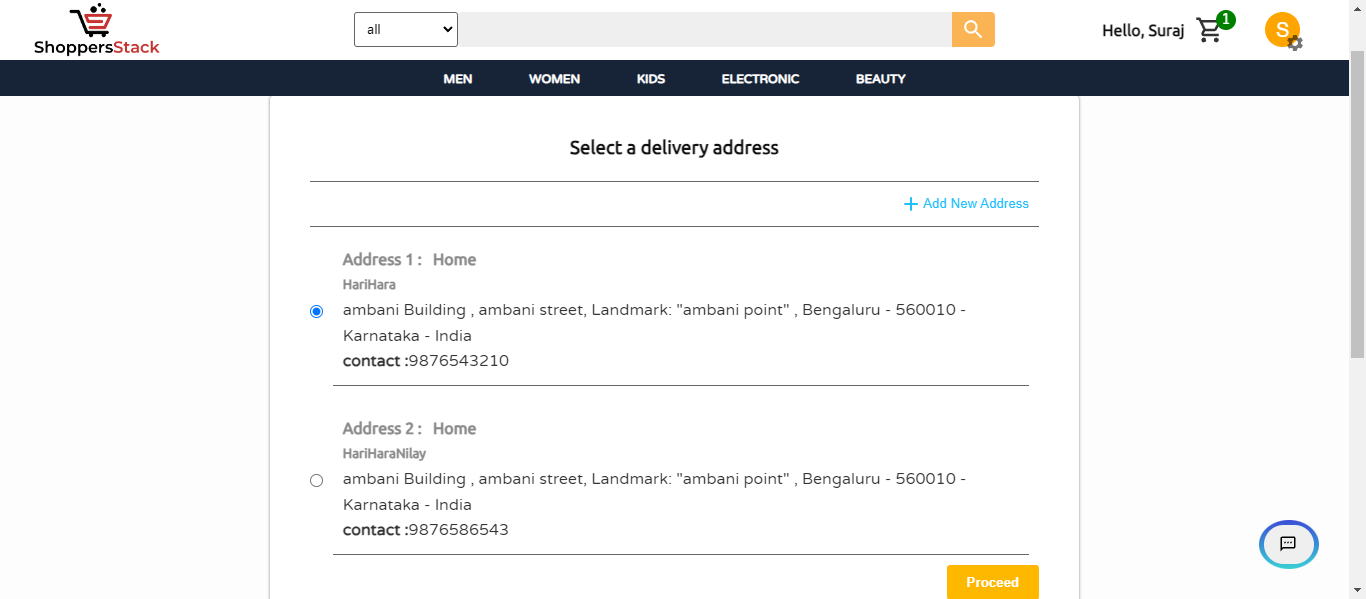 ShoppersStack
all
Hello, Suraj
1
S
MEN WOMEN KIDS ELECTRONIC BEAUTY
Select a delivery address
Add New Address
Address 1 : Home
HariHara
ambani Building , ambani street, Landmark: "ambani point" , Bengaluru - 560010 -
Karnataka - India
contact :9876543210
Address 2 : Home
HariHaraNilay
ambani Building , ambani street, Landmark: "ambani point" , Bengaluru - 560010 -
Karnataka - India
contact :9876586543
Proceed